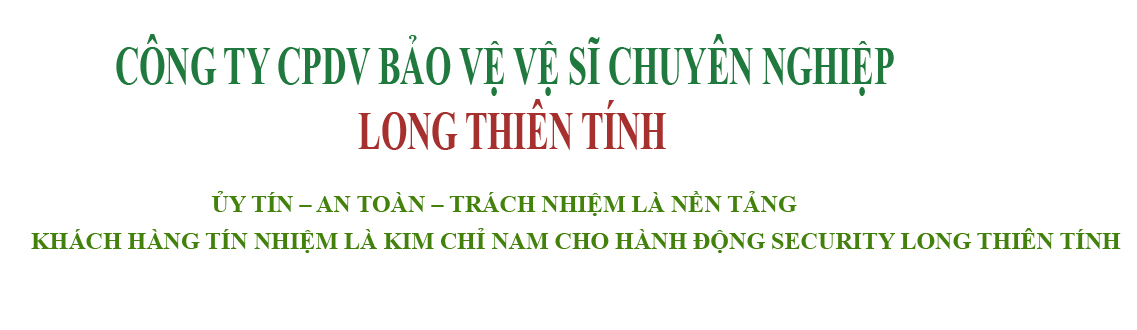 CÔNG TY CPDV BẢO VỆ VỆ SĨ CHUYÊN NGHIỆP
LONG THIÊN TÍNH
ỦY TÍN – AN TOÀN – TRÁCH NHIỆM LÀ NỀN TẢNG
KHÁCH HÀNG TÍN NHIỆM LÀ KIM CHỈ NAM CHO HÀNH ĐỘNG SECURITY LONG THIÊN TÍNH